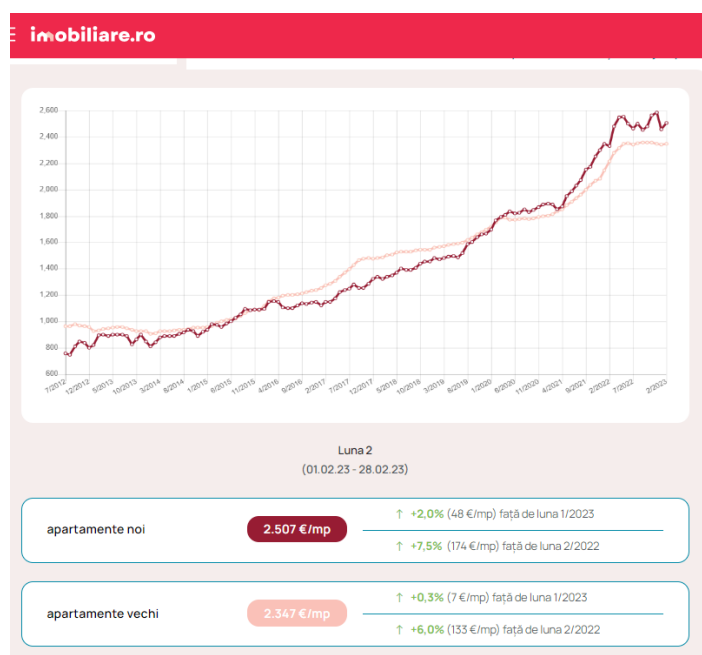 imobiliare.ro
2,600
2,400
2,200
2,000
1,800
1,600
1,400
1,200
1,000
800
600
7/2012 12/2012 5/2013 10/2013 3/2014 8/2014 1/2015 6/2015 11/2015 4/2016 9/2016 2/2017 7/2017 12/2017 5/2018 10/2018 3/2019 8/2019 1/2020 6/2020 11/2020 4/2021 9/2021 2/2022 7/2022 2/2023
Luna 2
(01.02.23 - 28.02.23)
apartamente noi
2.507 €/mp
↑ +2,0% (48 €/mp) față de luna 1/2023
↑ +7,5% (174 €/mp) față de luna 2/2022
apartamente vechi
2.347 €/mp
↑ +0,3% (7 €/mp) față de luna 1/2023
↑ +6,0% (133 €/mp) față de luna 2/2022